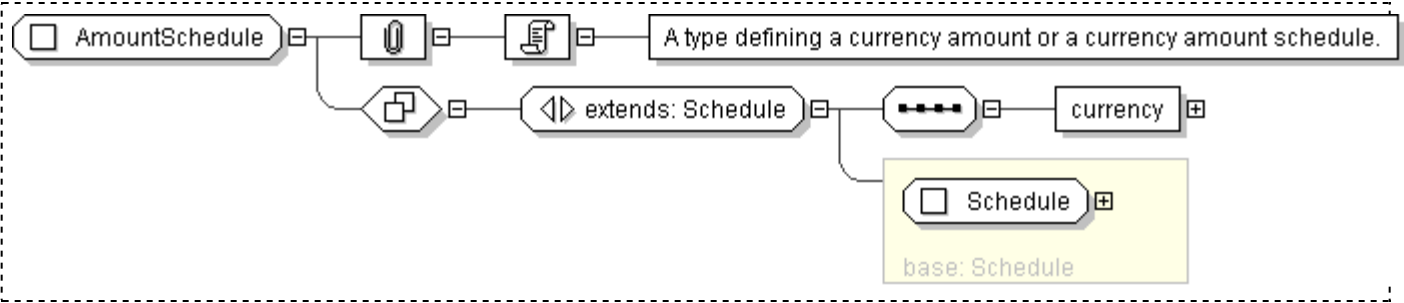 AmountSchedule
A type defining a currency amount or a currency amount schedule.
extends: Schedule
currency
Schedule
base: Schedule